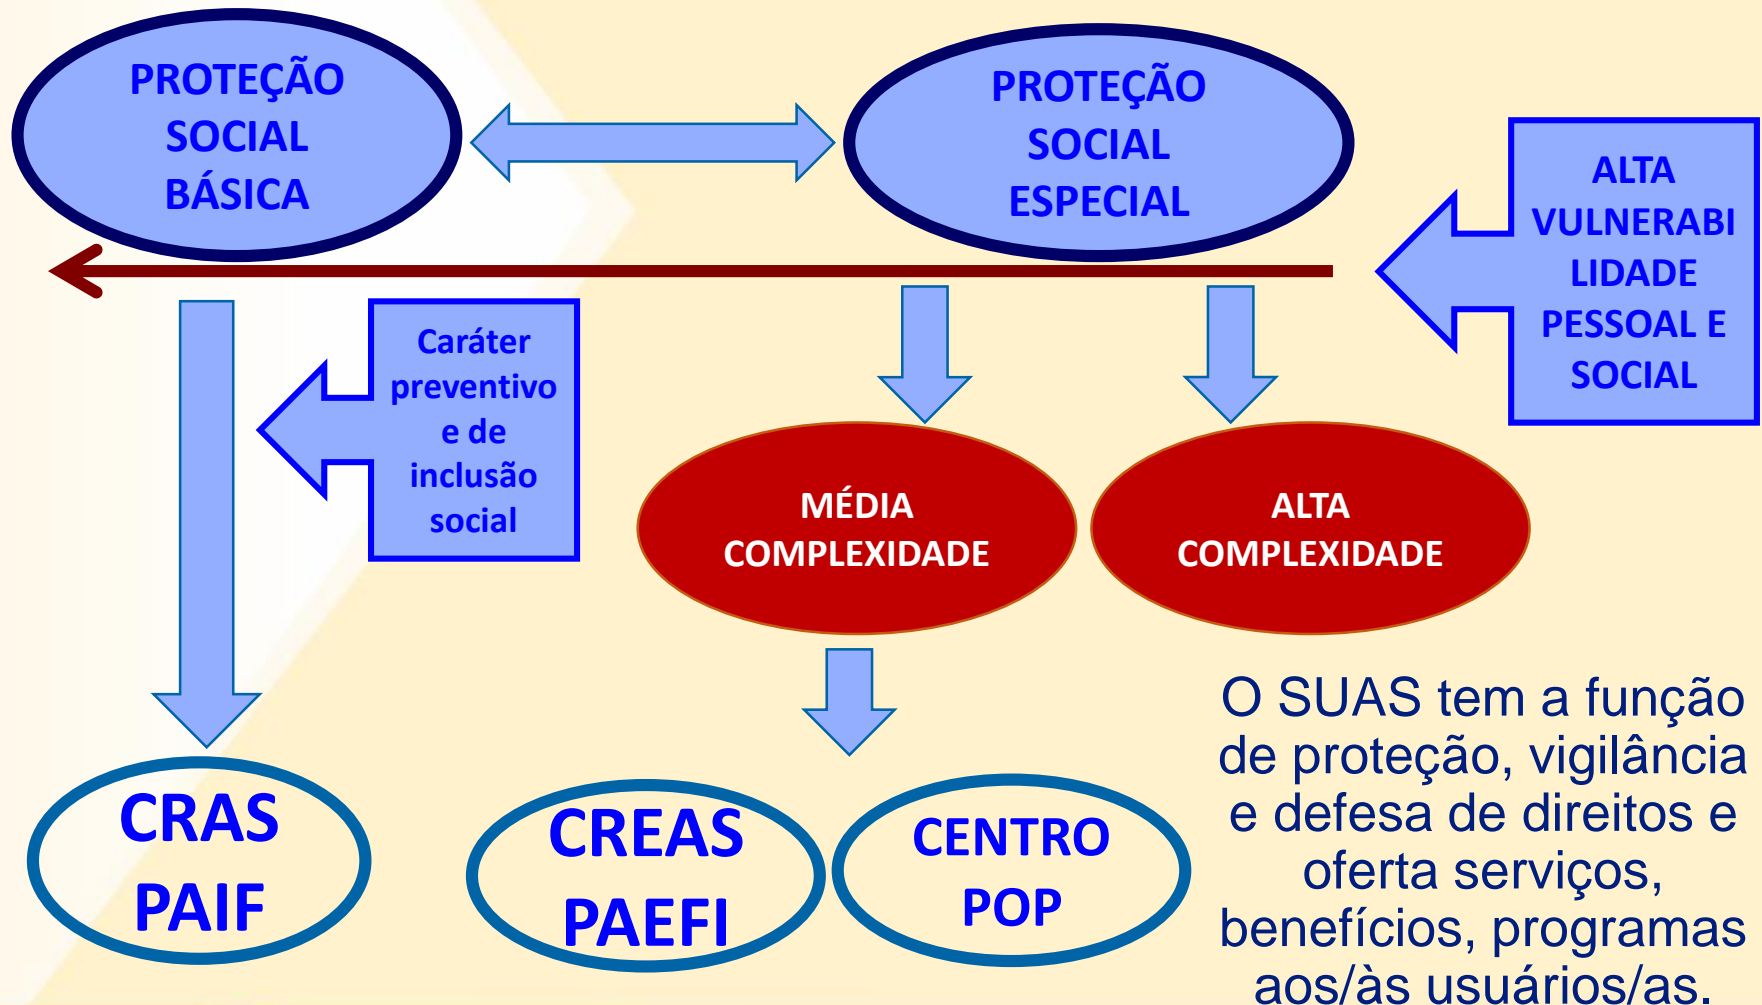 PROTEÇÃO
SOCIAL
BÁSICA
PROTEÇÃO
SOCIAL
ESPECIAL
ALTA
VULNERABI
LIDADE
PESSOAL E
SOCIAL
Caráter
preventivo
e de
inclusão
social
MÉDIA
COMPLEXIDADE
ALTA
COMPLEXIDADE
CRAS
PAIF
CREAS
PAEFI
CENTRO
POP
O SUAS tem a função
de proteção, vigilância
e defesa de direitos e
oferta serviços,
benefícios, programas
aos/às usuários/as.